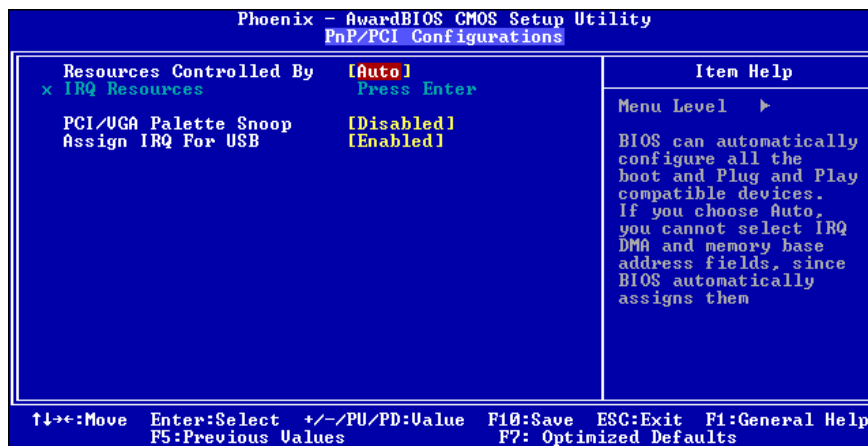 Phoenix - AwardBIOS CMOS Setup Utility
PnP/PCI Configurations
Resources Controlled By [Auto]
x IRQ Resources Press Enter
PCI/VGA Palette Snoop [Disabled]
Assign IRQ For USB [Enabled]
Item Help
Menu Level ▶
BIOS can automatically
configure all the
boot and Plug and Play
compatible devices.
If you choose Auto,
you cannot select IRQ
DMA and memory base
address fields, since
BIOS automatically
assigns them
↑↓→←:Move Enter:Select +/-/PU/PD:Value F10:Save ESC:Exit F1:General Help
F5:Previous Values F7: Optimized Defaults